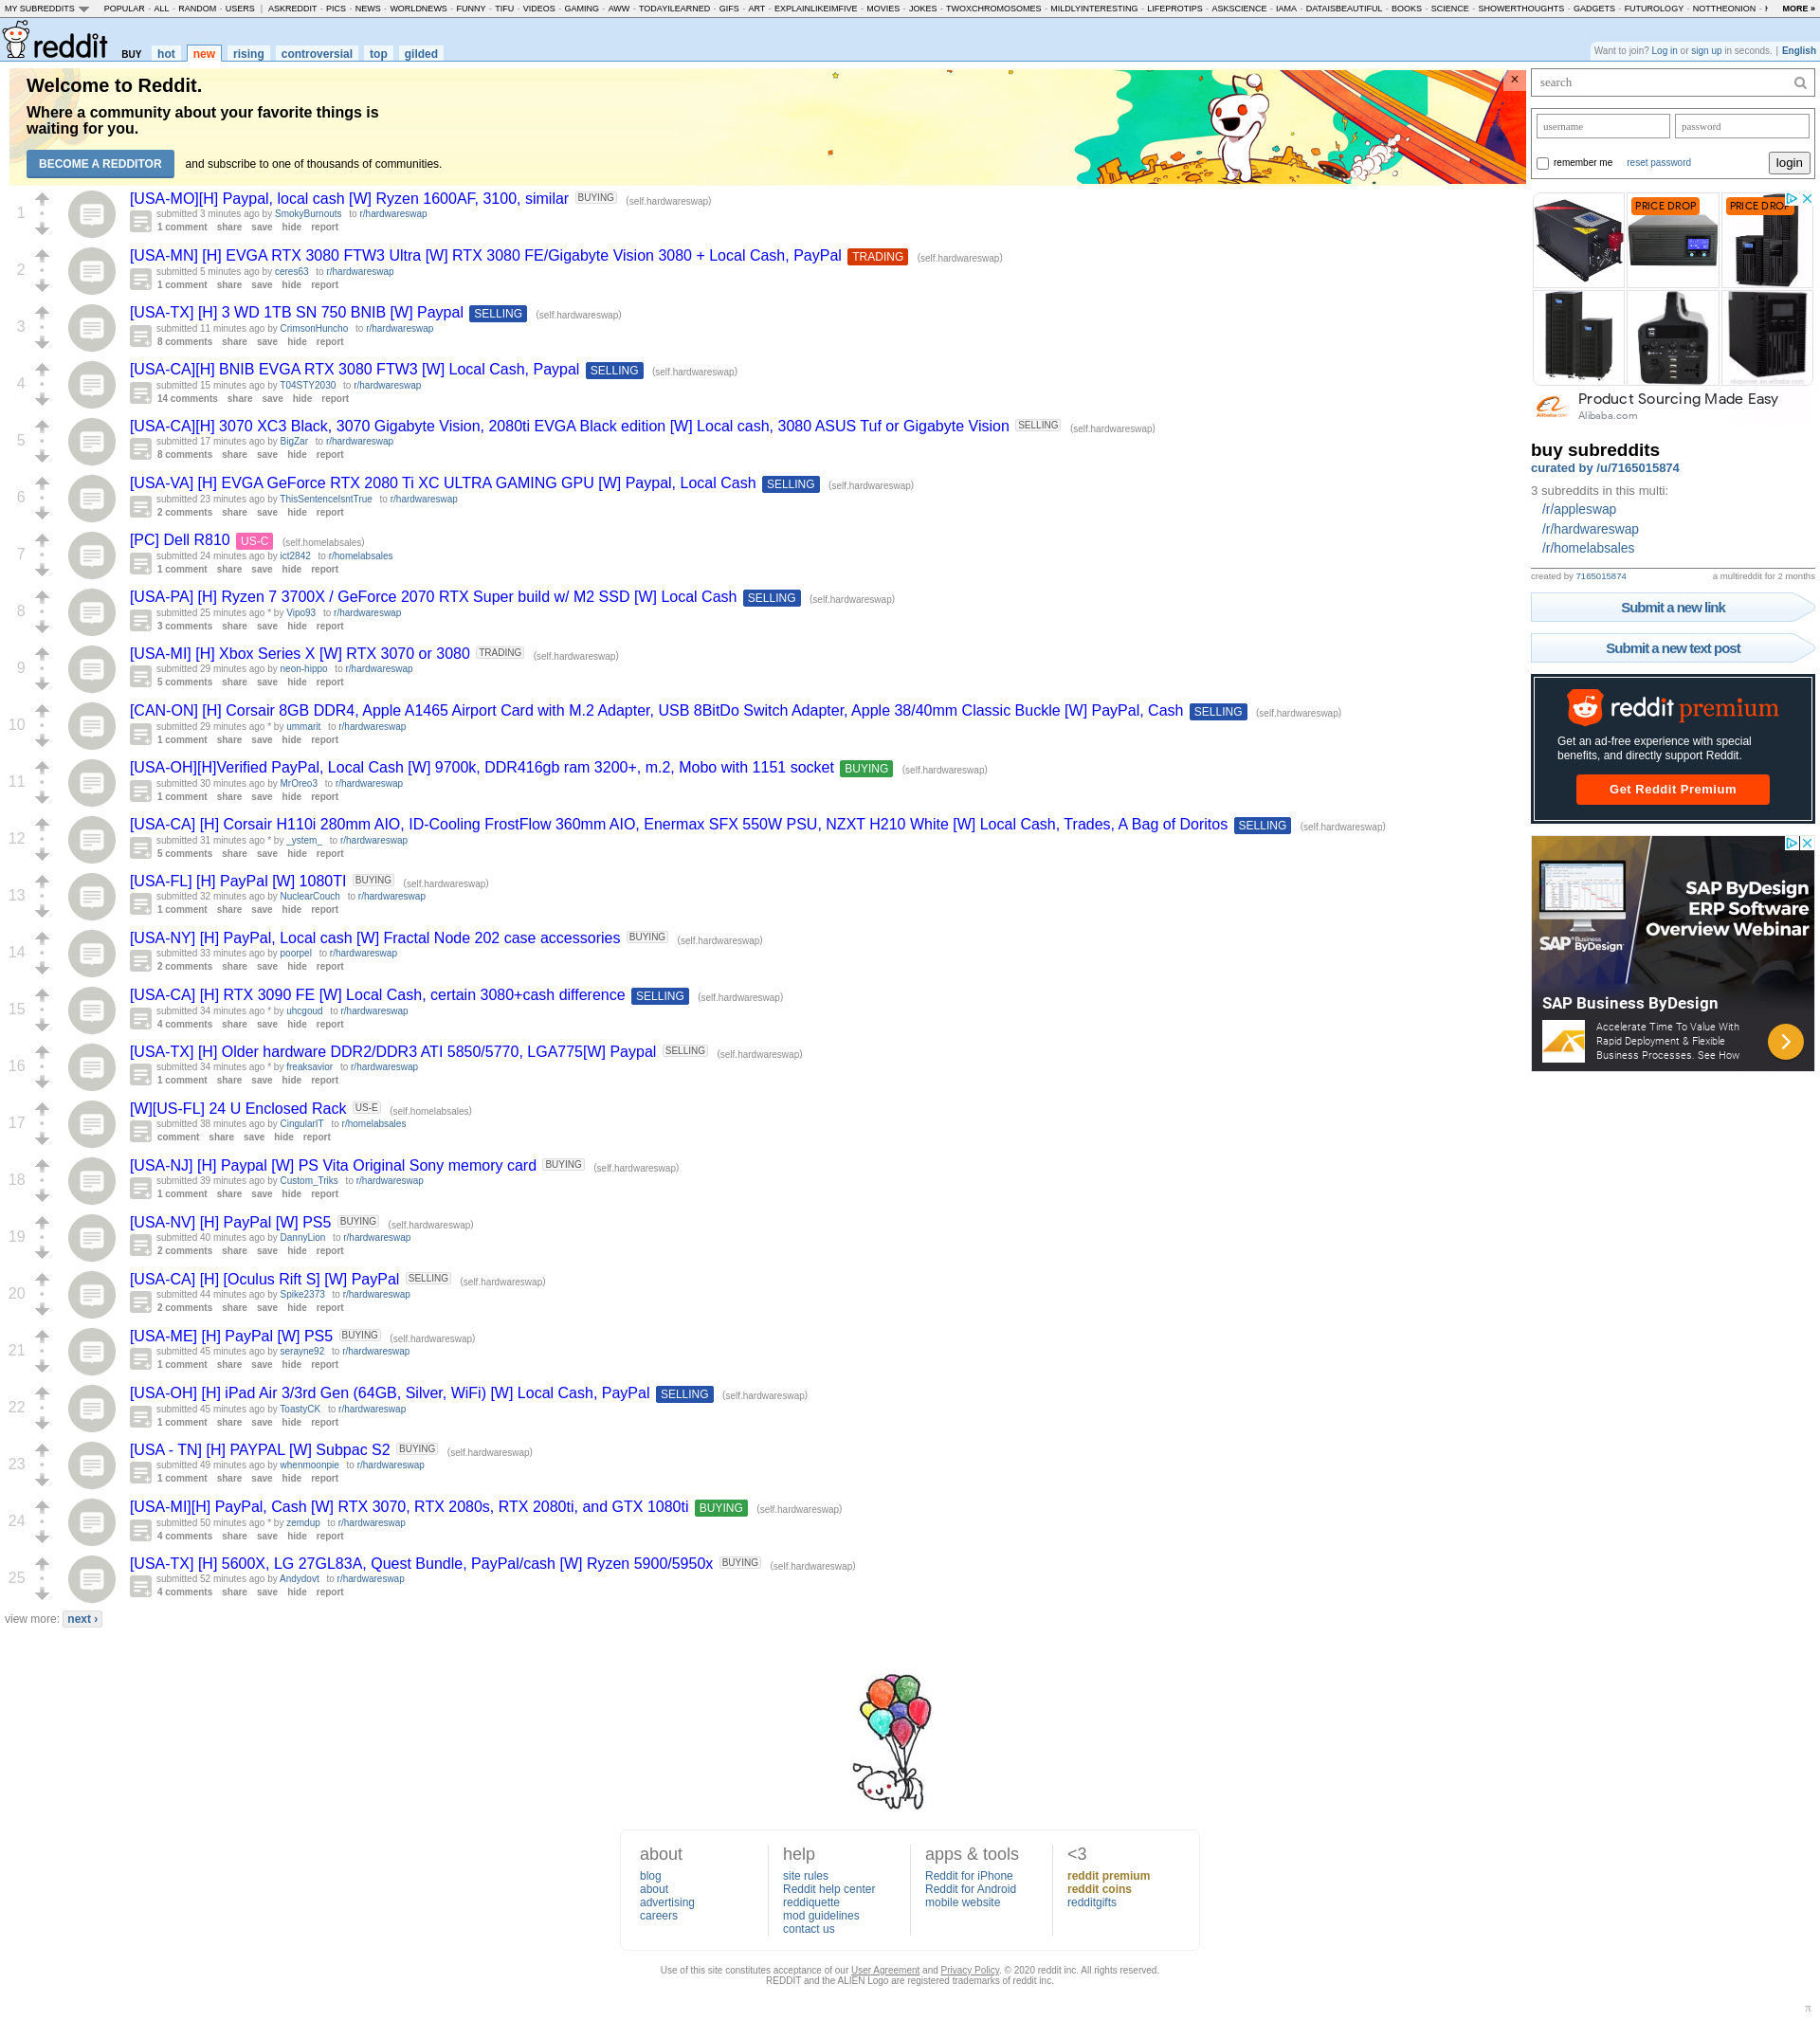 MY SUBREDDITS POPULAR - ALL - RANDOM - USERS | ASKREDDIT - PICS - NEWS - WORLDNEWS - FUNNY - TIFU - VIDEOS - GAMING - AWW - TODAYILEARNED - GIFS - ART - EXPLAINLIKEIMFIVE - MOVIES - JOKES - TWOXCHROMOSOMES - MILDLYINTERESTING - LIFEPROTIPS - ASKSCIENCE - IAMA - DATAISBEAUTIFUL - BOOKS - SCIENCE - SHOWERTHOUGHTS - GADGETS - FUTUROLOGY - NOTTHEONION - MORE »
reddit BUY hot new rising controversial top gilded
Want to join? Log in or sign up in seconds. | English
Welcome to Reddit.
Where a community about your favorite things is
waiting for you.
BECOME A REDDITOR and subscribe to one of thousands of communities.
1 [USA-MO][H] Paypal, local cash [W] Ryzen 1600AF, 3100, similar BUYING (self.hardwareswap)
submitted 3 minutes ago by SmokyBurnouts to r/hardwareswap
1 comment share save hide report
2 [USA-MN] [H] EVGA RTX 3080 FTW3 Ultra [W] RTX 3080 FE/Gigabyte Vision 3080 + Local Cash, PayPal TRADING (self.hardwareswap)
submitted 5 minutes ago by ceres63 to r/hardwareswap
1 comment share save hide report
3 [USA-TX] [H] 3 WD 1TB SN 750 BNIB [W] Paypal SELLING (self.hardwareswap)
submitted 11 minutes ago by CrimsonHuncho to r/hardwareswap
8 comments share save hide report
4 [USA-CA][H] BNIB EVGA RTX 3080 FTW3 [W] Local Cash, Paypal SELLING (self.hardwareswap)
submitted 15 minutes ago by T04STY2030 to r/hardwareswap
14 comments share save hide report
5 [USA-CA][H] 3070 XC3 Black, 3070 Gigabyte Vision, 2080ti EVGA Black edition [W] Local cash, 3080 ASUS Tuf or Gigabyte Vision SELLING (self.hardwareswap)
submitted 17 minutes ago by BigZar to r/hardwareswap
8 comments share save hide report
6 [USA-VA] [H] EVGA GeForce RTX 2080 Ti XC ULTRA GAMING GPU [W] Paypal, Local Cash SELLING (self.hardwareswap)
submitted 23 minutes ago by ThisSentenceIsntTrue to r/hardwareswap
2 comments share save hide report
7 [PC] Dell R810 US-C (self.homelabsales)
submitted 24 minutes ago by ict2842 to r/homelabsales
1 comment share save hide report
8 [USA-PA] [H] Ryzen 7 3700X / GeForce 2070 RTX Super build w/ M2 SSD [W] Local Cash SELLING (self.hardwareswap)
submitted 25 minutes ago * by Vipo93 to r/hardwareswap
3 comments share save hide report
9 [USA-MI] [H] Xbox Series X [W] RTX 3070 or 3080 TRADING (self.hardwareswap)
submitted 29 minutes ago by neon-hippo to r/hardwareswap
5 comments share save hide report
10 [CAN-ON] [H] Corsair 8GB DDR4, Apple A1465 Airport Card with M.2 Adapter, USB 8BitDo Switch Adapter, Apple 38/40mm Classic Buckle [W] PayPal, Cash SELLING (self.hardwareswap)
submitted 29 minutes ago * by ummarit to r/hardwareswap
1 comment share save hide report
11 [USA-OH][H]Verified PayPal, Local Cash [W] 9700k, DDR416gb ram 3200+, m.2, Mobo with 1151 socket BUYING (self.hardwareswap)
submitted 30 minutes ago by MrOreo3 to r/hardwareswap
1 comment share save hide report
12 [USA-CA] [H] Corsair H110i 280mm AIO, ID-Cooling FrostFlow 360mm AIO, Enermax SFX 550W PSU, NZXT H210 White [W] Local Cash, Trades, A Bag of Doritos SELLING (self.hardwareswap)
submitted 31 minutes ago * by _ystem_ to r/hardwareswap
5 comments share save hide report
13 [USA-FL] [H] PayPal [W] 1080TI BUYING (self.hardwareswap)
submitted 32 minutes ago by NuclearCouch to r/hardwareswap
1 comment share save hide report
14 [USA-NY] [H] PayPal, Local cash [W] Fractal Node 202 case accessories BUYING (self.hardwareswap)
submitted 33 minutes ago by poorpel to r/hardwareswap
2 comments share save hide report
15 [USA-CA] [H] RTX 3090 FE [W] Local Cash, certain 3080+cash difference SELLING (self.hardwareswap)
submitted 34 minutes ago * by uhcgoud to r/hardwareswap
4 comments share save hide report
16 [USA-TX] [H] Older hardware DDR2/DDR3 ATI 5850/5770, LGA775[W] Paypal SELLING (self.hardwareswap)
submitted 34 minutes ago * by freaksavior to r/hardwareswap
1 comment share save hide report
17 [W][US-FL] 24 U Enclosed Rack US-E (self.homelabsales)
submitted 38 minutes ago by CingularIT to r/homelabsales
comment share save hide report
18 [USA-NJ] [H] Paypal [W] PS Vita Original Sony memory card BUYING (self.hardwareswap)
submitted 39 minutes ago by Custom_Triks to r/hardwareswap
1 comment share save hide report
19 [USA-NV] [H] PayPal [W] PS5 BUYING (self.hardwareswap)
submitted 40 minutes ago by DannyLion to r/hardwareswap
2 comments share save hide report
20 [USA-CA] [H] [Oculus Rift S] [W] PayPal SELLING (self.hardwareswap)
submitted 44 minutes ago by Spike2373 to r/hardwareswap
2 comments share save hide report
21 [USA-ME] [H] PayPal [W] PS5 BUYING (self.hardwareswap)
submitted 45 minutes ago by serayne92 to r/hardwareswap
1 comment share save hide report
22 [USA-OH] [H] iPad Air 3/3rd Gen (64GB, Silver, WiFi) [W] Local Cash, PayPal SELLING (self.hardwareswap)
submitted 45 minutes ago by ToastyCK to r/hardwareswap
1 comment share save hide report
23 [USA - TN] [H] PAYPAL [W] Subpac S2 BUYING (self.hardwareswap)
submitted 49 minutes ago by whenmoonpie to r/hardwareswap
1 comment share save hide report
24 [USA-MI][H] PayPal, Cash [W] RTX 3070, RTX 2080s, RTX 2080ti, and GTX 1080ti BUYING (self.hardwareswap)
submitted 50 minutes ago * by zemdup to r/hardwareswap
4 comments share save hide report
25 [USA-TX] [H] 5600X, LG 27GL83A, Quest Bundle, PayPal/cash [W] Ryzen 5900/5950x BUYING (self.hardwareswap)
submitted 52 minutes ago by Andydovt to r/hardwareswap
4 comments share save hide report
view more: next ›
search
username password
remember me reset password login
PRICE DROP PRICE DROP
Product Sourcing Made Easy
Alibaba.com
buy subreddits
curated by /u/7165015874
3 subreddits in this multi:
/r/appleswap
/r/hardwareswap
/r/homelabsales
created by 7165015874 a multireddit for 2 months
Submit a new link
Submit a new text post
reddit premium
Get an ad-free experience with special
benefits, and directly support Reddit.
Get Reddit Premium
SAP ByDesign
ERP Software
Overview Webinar
SAP Business ByDesign
SAP Business ByDesign
Accelerate Time To Value With
Rapid Deployment & Flexible
Business Processes. See How
about
blog
about
advertising
careers
help
site rules
Reddit help center
reddiquette
mod guidelines
contact us
apps & tools
Reddit for iPhone
Reddit for Android
mobile website
<3
reddit premium
reddit coins
redditgifts
Use of this site constitutes acceptance of our User Agreement and Privacy Policy. © 2020 reddit inc. All rights reserved.
REDDIT and the ALIEN Logo are registered trademarks of reddit inc.
π